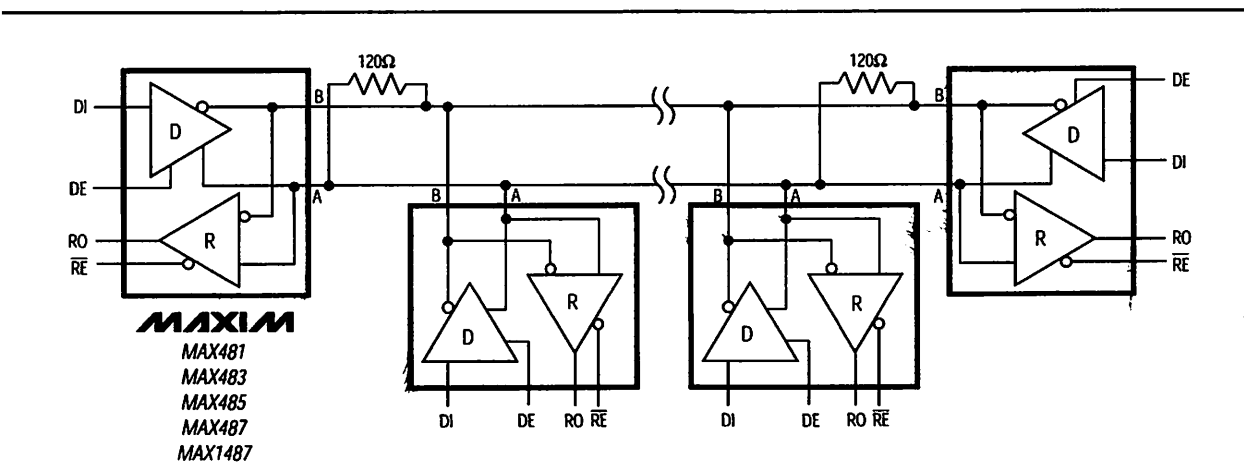 120Ω
120Ω
DI
B
B
DE
D
D
DE
A
B
A
B
A
A
DI
RO
R
R
RO
RE
RE
D
R
D
R
MAXIM
MAX481
MAX483
MAX485
MAX487
MAX1487
DI
DE
RO
RE
DI
DE
RO
RE